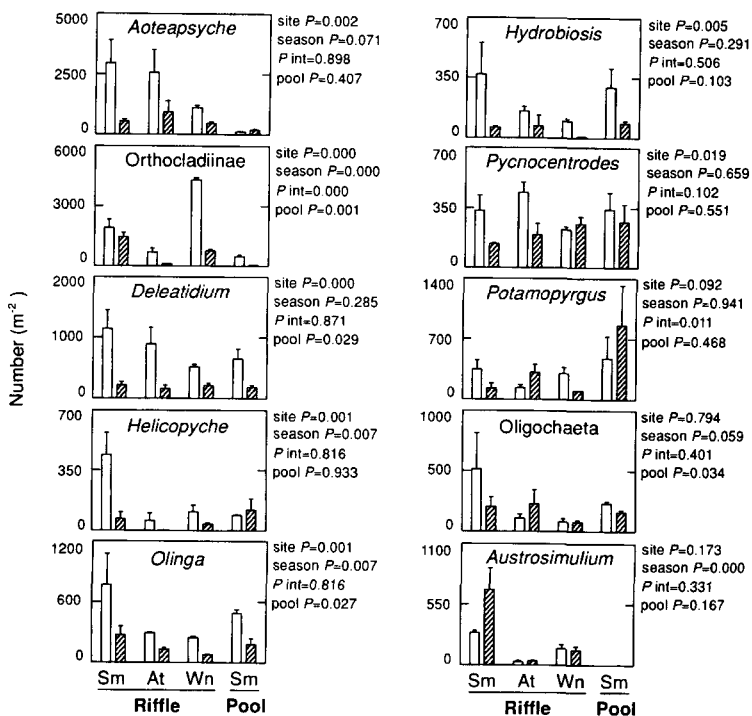 Number (m-2)
Aoteapsyche
5000
2500
0
site P=0.002
season P=0.071
P int=0.898
pool P=0.407
Orthocladiinae
6000
3000
0
site P=0.000
season P=0.000
P int=0.000
pool P=0.001
Deleatidium
2000
1000
0
site P=0.000
season P=0.285
P int=0.871
pool P=0.029
Helicopyche
700
350
0
site P=0.001
season P=0.007
P int=0.816
pool P=0.933
Olinga
1200
600
0
site P=0.001
season P=0.007
P int=0.816
pool P=0.027
Sm At Wn Sm
Riffle Pool
Hydrobiosis
700
350
0
site P=0.005
season P=0.291
P int=0.506
pool P=0.103
Pycnocentrodes
700
350
0
site P=0.019
season P=0.659
P int=0.102
pool P=0.551
Potamopyrgus
1400
700
0
site P=0.092
season P=0.941
P int=0.011
pool P=0.468
Oligochaeta
1000
500
0
site P=0.794
season P=0.059
P int=0.401
pool P=0.034
Austrosimulium
1100
550
0
site P=0.173
season P=0.000
P int=0.331
pool P=0.167
Sm At Wn Sm
Riffle Pool